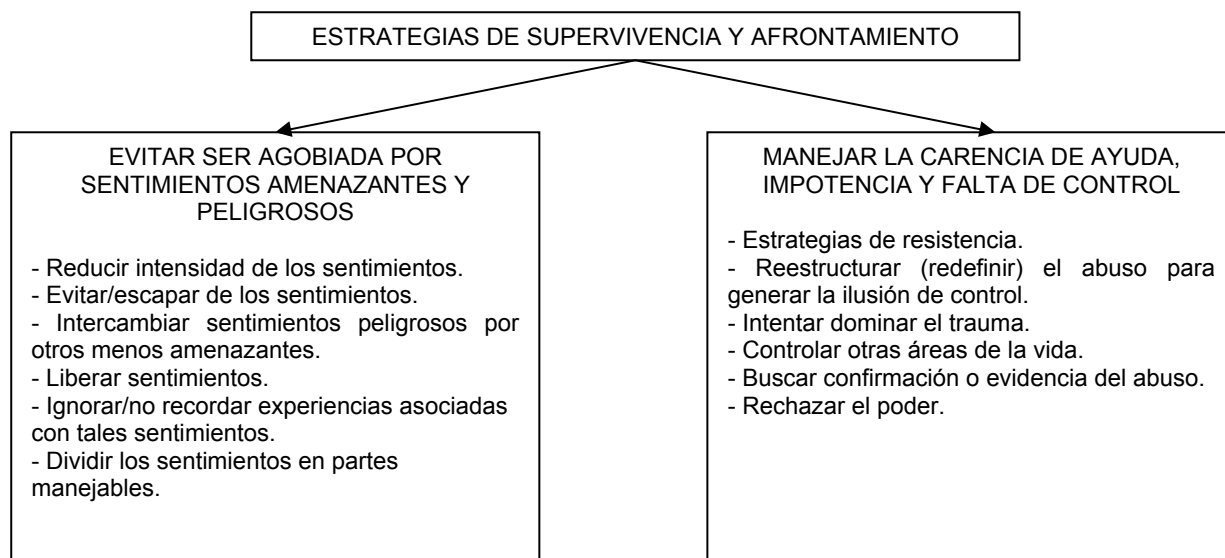 ESTRATEGIAS DE SUPERVIVENCIA Y AFRONTAMIENTO
EVITAR SER AGOBIADA POR
SENTIMIENTOS AMENAZANTES Y
PELIGROSOS
- Reducir intensidad de los sentimientos.
- Evitar/escapar de los sentimientos.
- Intercambiar sentimientos peligrosos por
otros menos amenazantes.
- Liberar sentimientos.
- Ignorar/no recordar experiencias asociadas
con tales sentimientos.
- Dividir los sentimientos en partes
manejables.
MANEJAR LA CARENCIA DE AYUDA,
IMPOTENCIA Y FALTA DE CONTROL
- Estrategias de resistencia.
- Reestructurar (redefinir) el abuso para
generar la ilusión de control.
- Intentar dominar el trauma.
- Controlar otras áreas de la vida.
- Buscar confirmación o evidencia del abuso.
- Rechazar el poder.